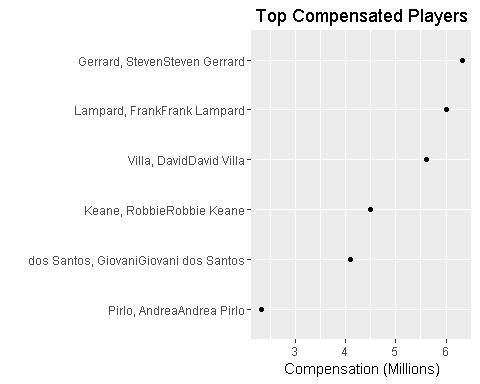 Top Compensated Players
Gerrard, StevenSteven Gerrard
Lampard, FrankFrank Lampard
Villa, DavidDavid Villa
Keane, RobbieRobbie Keane
dos Santos, GiovaniGiovani dos Santos
Pirlo, AndreaAndrea Pirlo
3 4 5 6
Compensation (Millions)